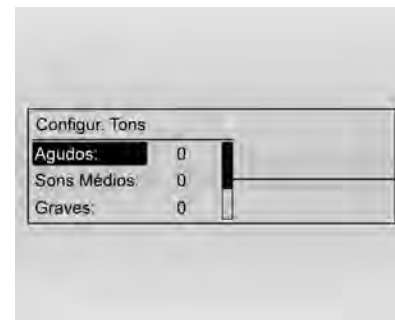 Configur. Tons
Agudos: 0
Sons Médios: 0
Graves: 0